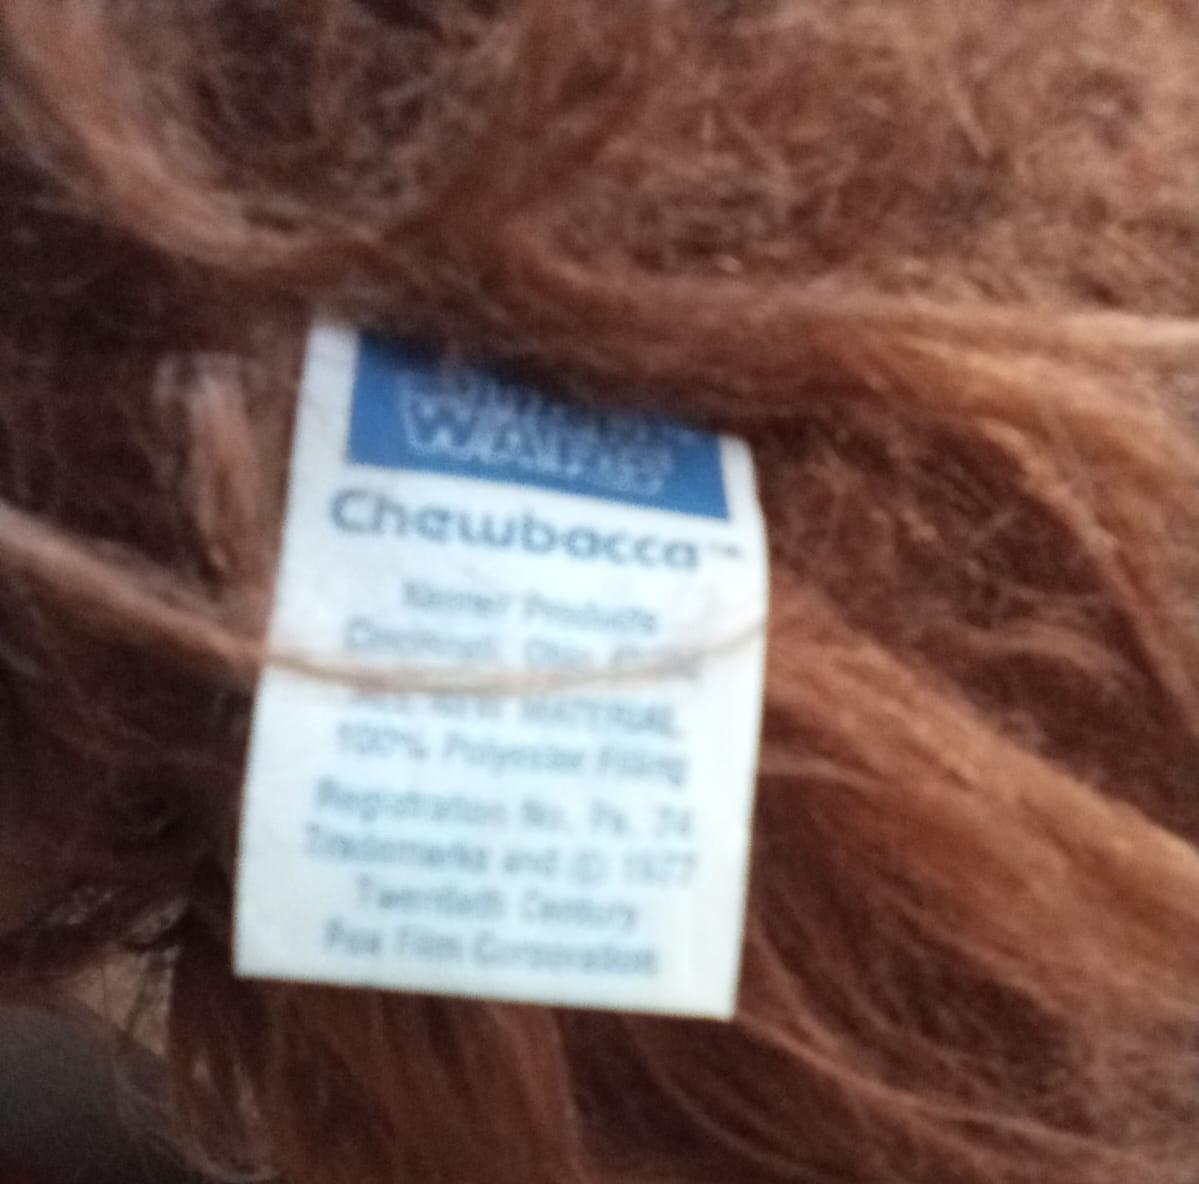 STAR
WARS
Chewbacca™
Kenner Products
Cincinnati, Ohio
ALL NEW MATERIAL
100% Polyester Filling
Registration No. 74
Trademarks and © 1977
Twentieth Century
Fox Film Corporation